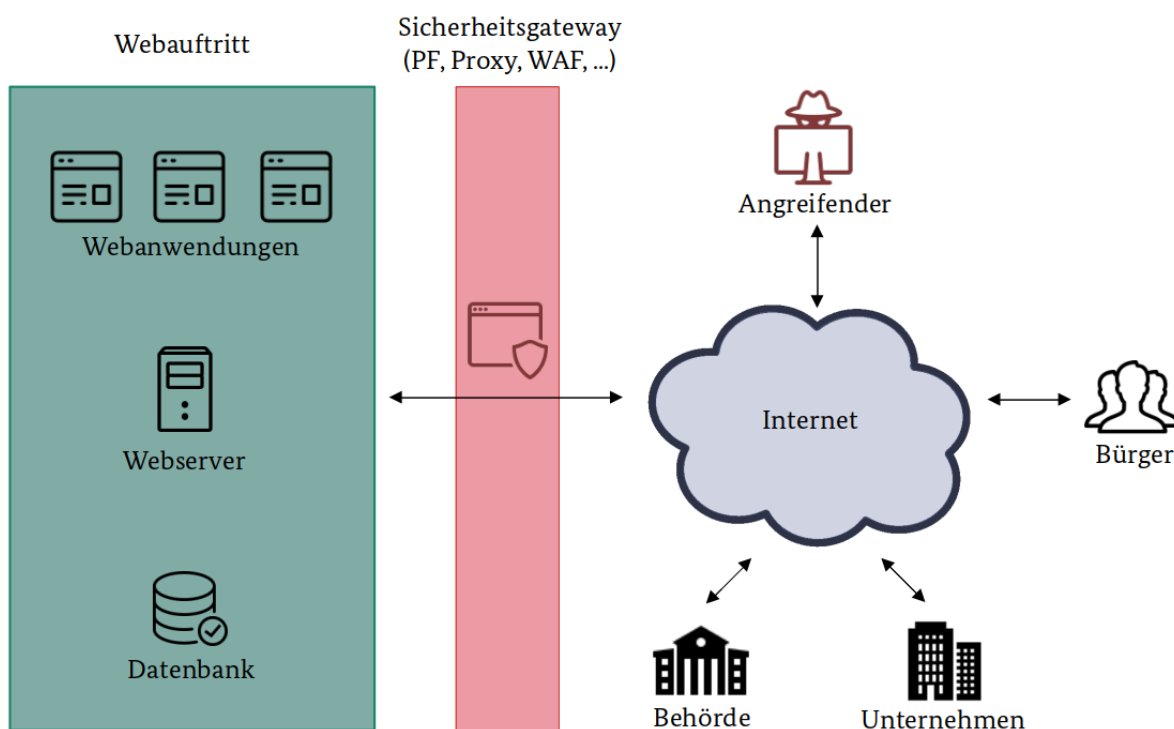 Webauftritt
Sicherheitsgateway
(PF, Proxy, WAF, ...)
Webanwendungen
Webserver
Datenbank
Angreifender
Internet
Bürger
Behörde
Unternehmen